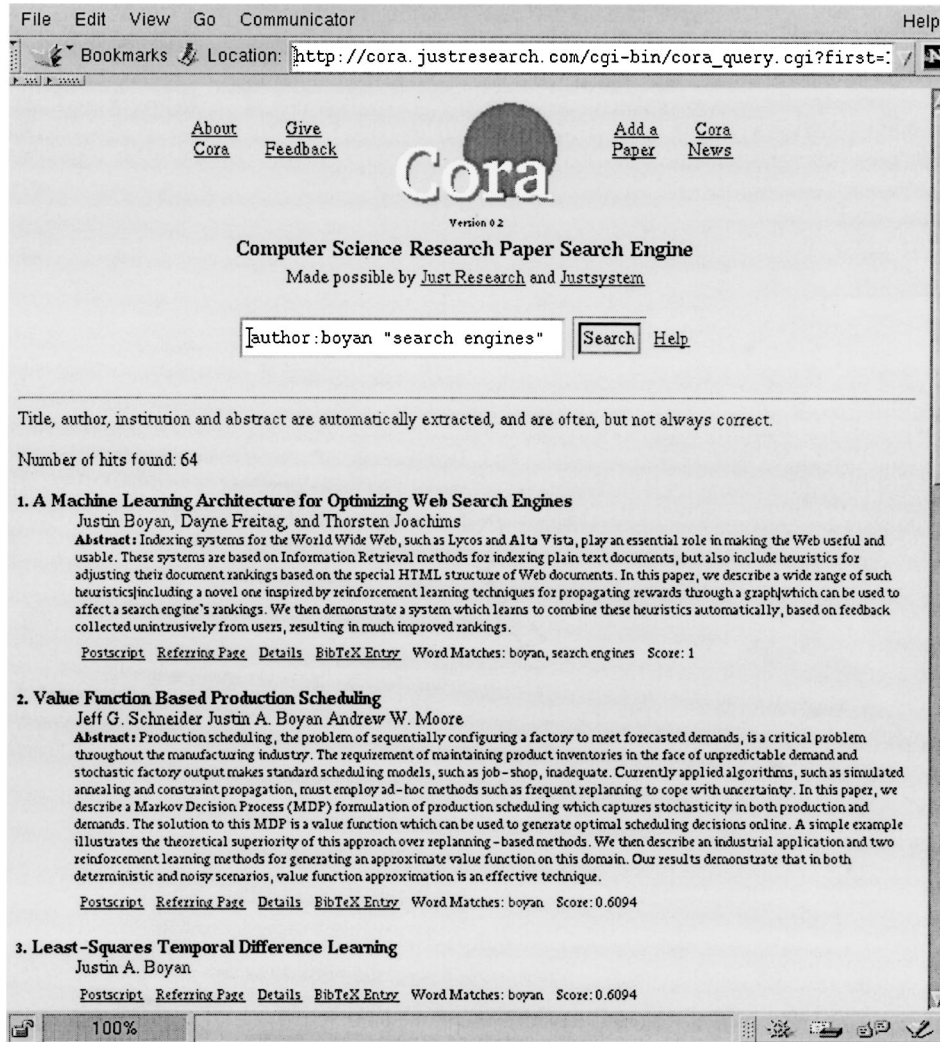 File Edit View Go Communicator Help
Bookmarks Location: http://cora.justresearch.com/cgi-bin/cora_query.cgi?first=
About Cora
Give Feedback
Cora
Add a Paper
Cora News
Version 0.2
Computer Science Research Paper Search Engine
Made possible by Just Research and Justsystem
author:boyan "search engines" Search Help
Title, author, institution and abstract are automatically extracted, and are often, but not always correct.
Number of hits found: 64
1. A Machine Learning Architecture for Optimizing Web Search Engines
Justin Boyan, Dayne Freitag, and Thorsten Joachims
Abstract: Indexing systems for the World Wide Web, such as Lycos and Alta Vista, play an essential role in making the Web useful and
usable. These systems are based on Information Retrieval methods for indexing plain text documents, but also include heuristics for
adjusting their document rankings based on the special HTML structure of Web documents. In this paper, we describe a wide range of such
heuristics|including a novel one inspired by reinforcement learning techniques for propagating rewards through a graph|which can be used to
affect a search engine's rankings. We then demonstrate a system which learns to combine these heuristics automatically, based on feedback
collected unintrusively from users, resulting in much improved rankings.
Postscript Referring Page Details BibTeX Entry Word Matches: boyan, search engines Score: 1
2. Value Function Based Production Scheduling
Jeff G. Schneider Justin A. Boyan Andrew W. Moore
Abstract: Production scheduling, the problem of sequentially configuring a factory to meet forecasted demands, is a critical problem
throughout the manufacturing industry. The requirement of maintaining product inventories in the face of unpredictable demand and
stochastic factory output makes standard scheduling models, such as job-shop, inadequate. Currently applied algorithms, such as simulated
annealing and constraint propagation, must employ ad-hoc methods such as frequent replanning to cope with uncertainty. In this paper, we
describe a Markov Decision Process (MDP) formulation of production scheduling which captures stochasticity in both production and
demands. The solution to this MDP is a value function which can be used to generate optimal scheduling decisions online. A simple example
illustrates the theoretical superiority of this approach over replanning-based methods. We then describe an industrial application and two
reinforcement learning methods for generating an approximate value function on this domain. Our results demonstrate that in both
deterministic and noisy scenarios, value function approximation is an effective technique.
Postscript Referring Page Details BibTeX Entry Word Matches: boyan Score: 0.6094
3. Least-Squares Temporal Difference Learning
Justin A. Boyan
Postscript Referring Page Details BibTeX Entry Word Matches: boyan Score: 0.6094
100%